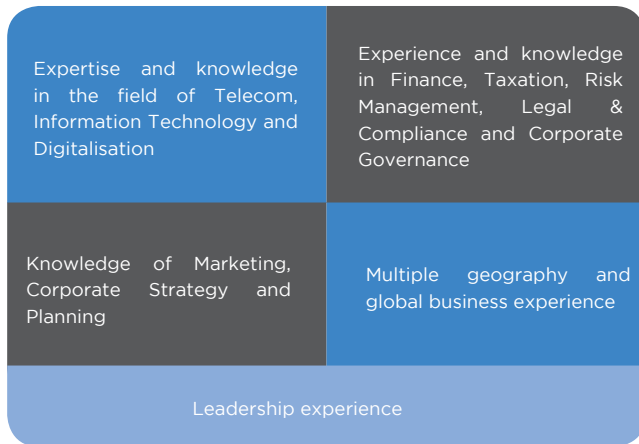 Expertise and knowledge
in the field of Telecom,
Information Technology and
Digitalisation
Experience and knowledge
in Finance, Taxation, Risk
Management, Legal &
Compliance and Corporate
Governance
Knowledge of Marketing,
Corporate Strategy and
Planning
Multiple geography and
global business experience
Leadership experience